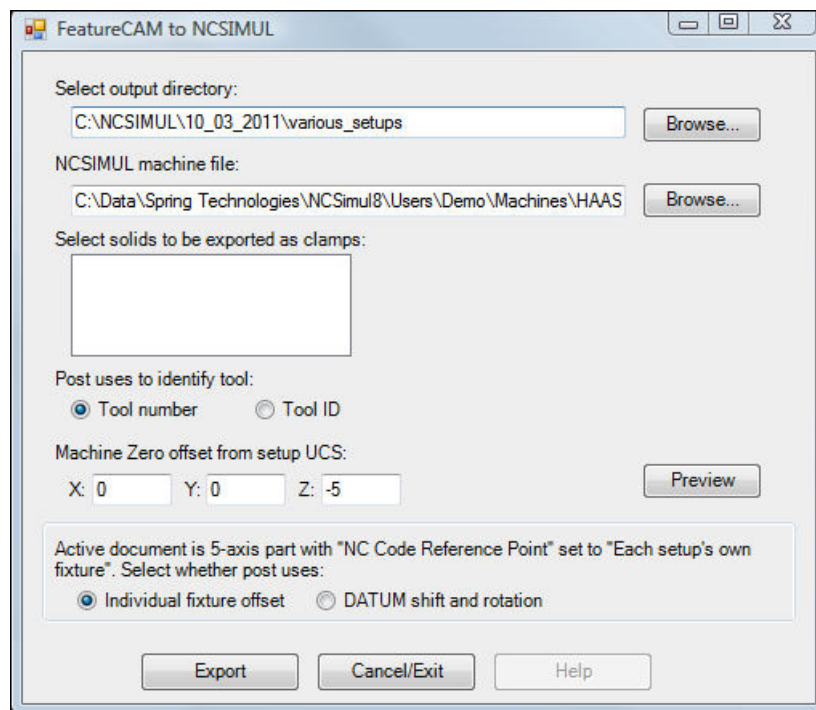 FeatureCAM to NCSIMUL
Select output directory:
C:\NCSIMUL\10_03_2011\various_setups
Browse...
NCSIMUL machine file:
C:\Data\Spring Technologies\NCSimul8\Users\Demo\Machines\HAAS
Browse...
Select solids to be exported as clamps:
Post uses to identify tool:
Tool number Tool ID
Machine Zero offset from setup UCS:
X: 0 Y: 0 Z: -5
Preview
Active document is 5-axis part with "NC Code Reference Point" set to "Each setup's own
fixture". Select whether post uses:
Individual fixture offset DATUM shift and rotation
Export Cancel/Exit Help